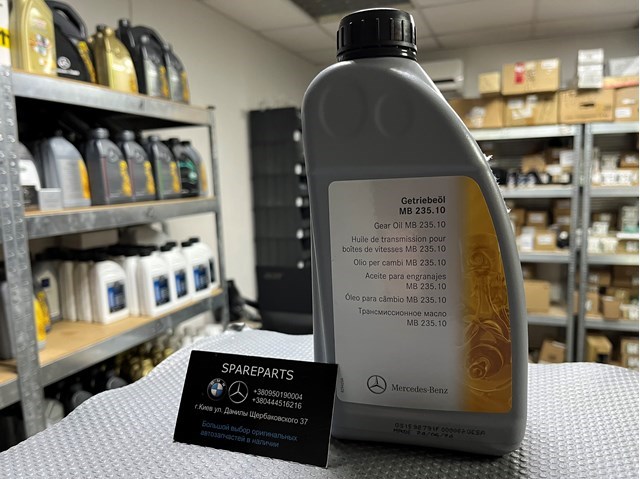 Getriebeöl
MB 235.10
Gear Oil MB 235.10
Huile de transmission pour
boîtes de vitesses MB 235.10
Olio per cambi MB 235.10
Aceite para engranajes
MB 235.10
Óleo para câmbio MB 235.10
Трансмиссионное масло
MB 235.10
Mercedes-Benz
SPAREPARTS
+380950190004
+380444516216
г.Киев ул. Данилы Щербаковского 37
Большой выбор оригинальных
автозапчастей в наличии